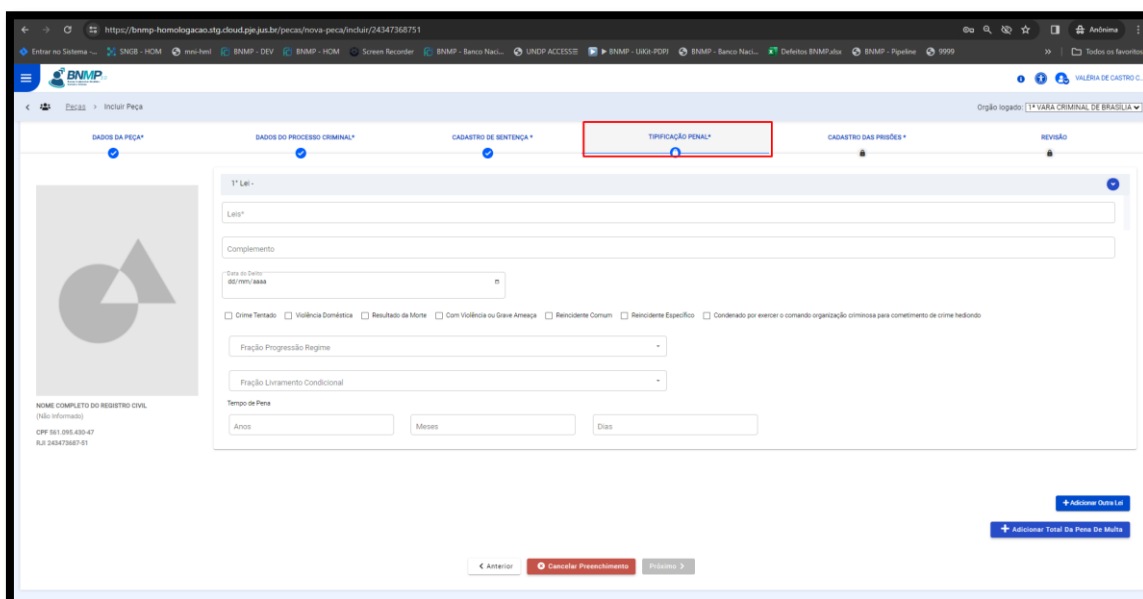 https://bnmp-homologacao.stg.cloud.pje.jus.br/pecas/nova-peca/incluir/24347368751 Anônima
Entrar no Sistema -... SNGB - HOM mni-hml BNMP - DEV BNMP - HOM Screen Recorder BNMP - Banco Naci... UNDP ACCESSE BNMP - UiKit-PDPJ BNMP - Banco Naci... Defeitos BNMP.xlsx BNMP - Pipeline 9999 Todos os favoritos
BNMP VALÉRIA DE CASTRO C...
Peças > Incluir Peça Orgão logado: 1ª VARA CRIMINAL DE BRASÍLIA
DADOS DA PEÇA* DADOS DO PROCESSO CRIMINAL* CADASTRO DE SENTENÇA * TIPIFICAÇÃO PENAL* CADASTRO DAS PRISÕES * REVISÃO
1° Lei -
Leis*
Complemento
Data do Delito
dd/mm/aaaa
Crime Tentado Violência Doméstica Resultado da Morte Com Violência ou Grave Ameaça Reincidente Comum Reincidente Específico Condenado por exercer o comando organização criminosa para cometimento de crime hediondo
Fração Progressão Regime
Fração Livramento Condicional
Tempo de Pena
Anos Meses Dias
NOME COMPLETO DO REGISTRO CIVIL
(Não Informado)
CPF 561.095.430-47
RJI 243473687-51
+ Adicionar Outra Lei
+ Adicionar Total Da Pena De Multa
< Anterior Cancelar Preenchimento Próximo >